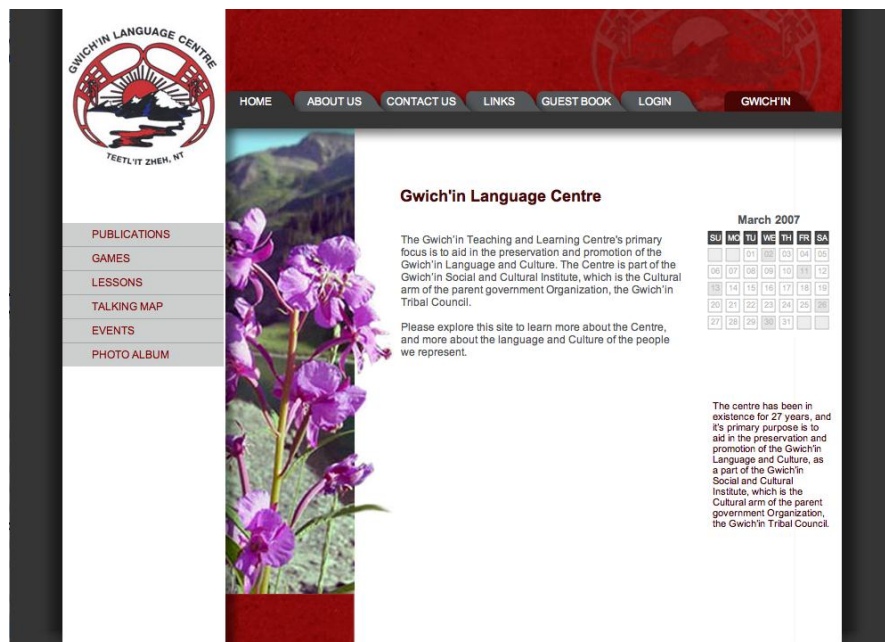 GWICH'IN LANGUAGE CENTRE
TEETL'IT ZHEH, NT
HOME ABOUT US CONTACT US LINKS GUEST BOOK LOGIN GWICH'IN
PUBLICATIONS
GAMES
LESSONS
TALKING MAP
EVENTS
PHOTO ALBUM
Gwich'in Language Centre
The Gwich'in Teaching and Learning Centre's primary
focus is to aid in the preservation and promotion of the
Gwich'in Language and Culture. The Centre is part of the
Gwich'in Social and Cultural Institute, which is the Cultural
arm of the parent government Organization, the Gwich'in
Tribal Council.
Please explore this site to learn more about the Centre,
and more about the language and Culture of the people
we represent.
March 2007
SU MO TU WE TH FR SA
01 02 03 04 05
06 07 08 09 10 11 12
13 14 15 16 17 18 19
20 21 22 23 24 25 26
27 28 29 30 31
The centre has been in
existence for 27 years, and
it's primary purpose is to
aid in the preservation and
promotion of the Gwich'in
Language and Culture, as
a part of the Gwich'in
Social and Cultural
Institute, which is the
Cultural arm of the parent
government Organization,
the Gwich'in Tribal Council.